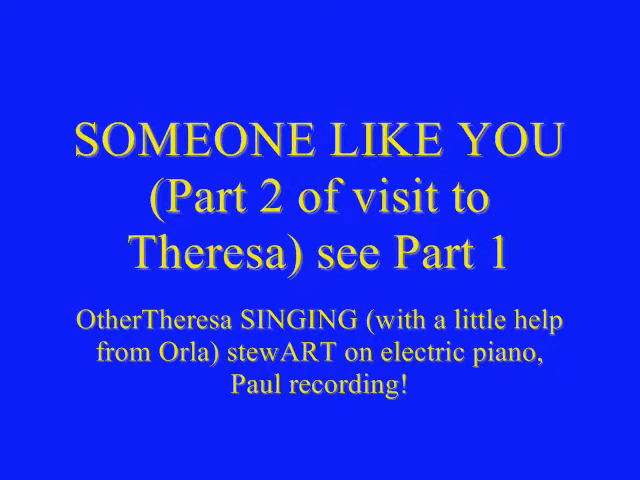 SOMEONE LIKE YOU
(Part 2 of visit to
Theresa) see Part 1
OtherTheresa SINGING (with a little help
from Orla) stewART on electric piano,
Paul recording!